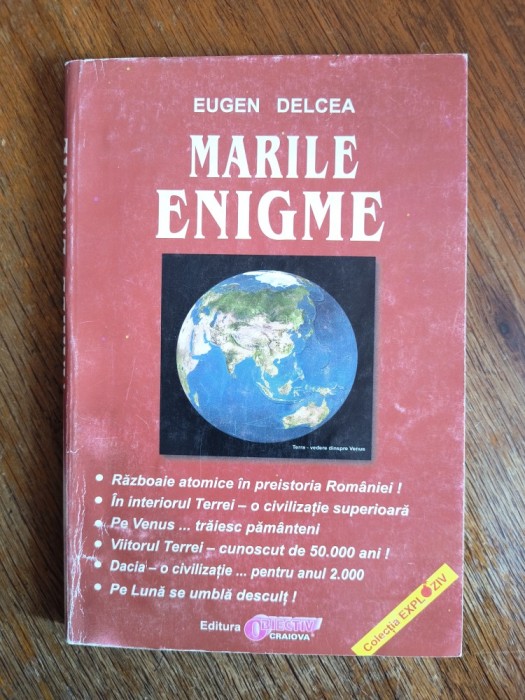 EUGEN DELCEA
MARILE
ENIGME
Terra - vedere dinspre Venus
• Războaie atomice în preistoria României !
• În interiorul Terrei – o civilizație superioară
• Pe Venus ... trăiesc pământeni
• Viitorul Terrei – cunoscut de 50.000 ani !
• Dacia – o civilizație ... pentru anul 2.000
• Pe Lună se umblă desculț !
Editura OBIECTIV
CRAIOVA
Colecția EXPLOZIV